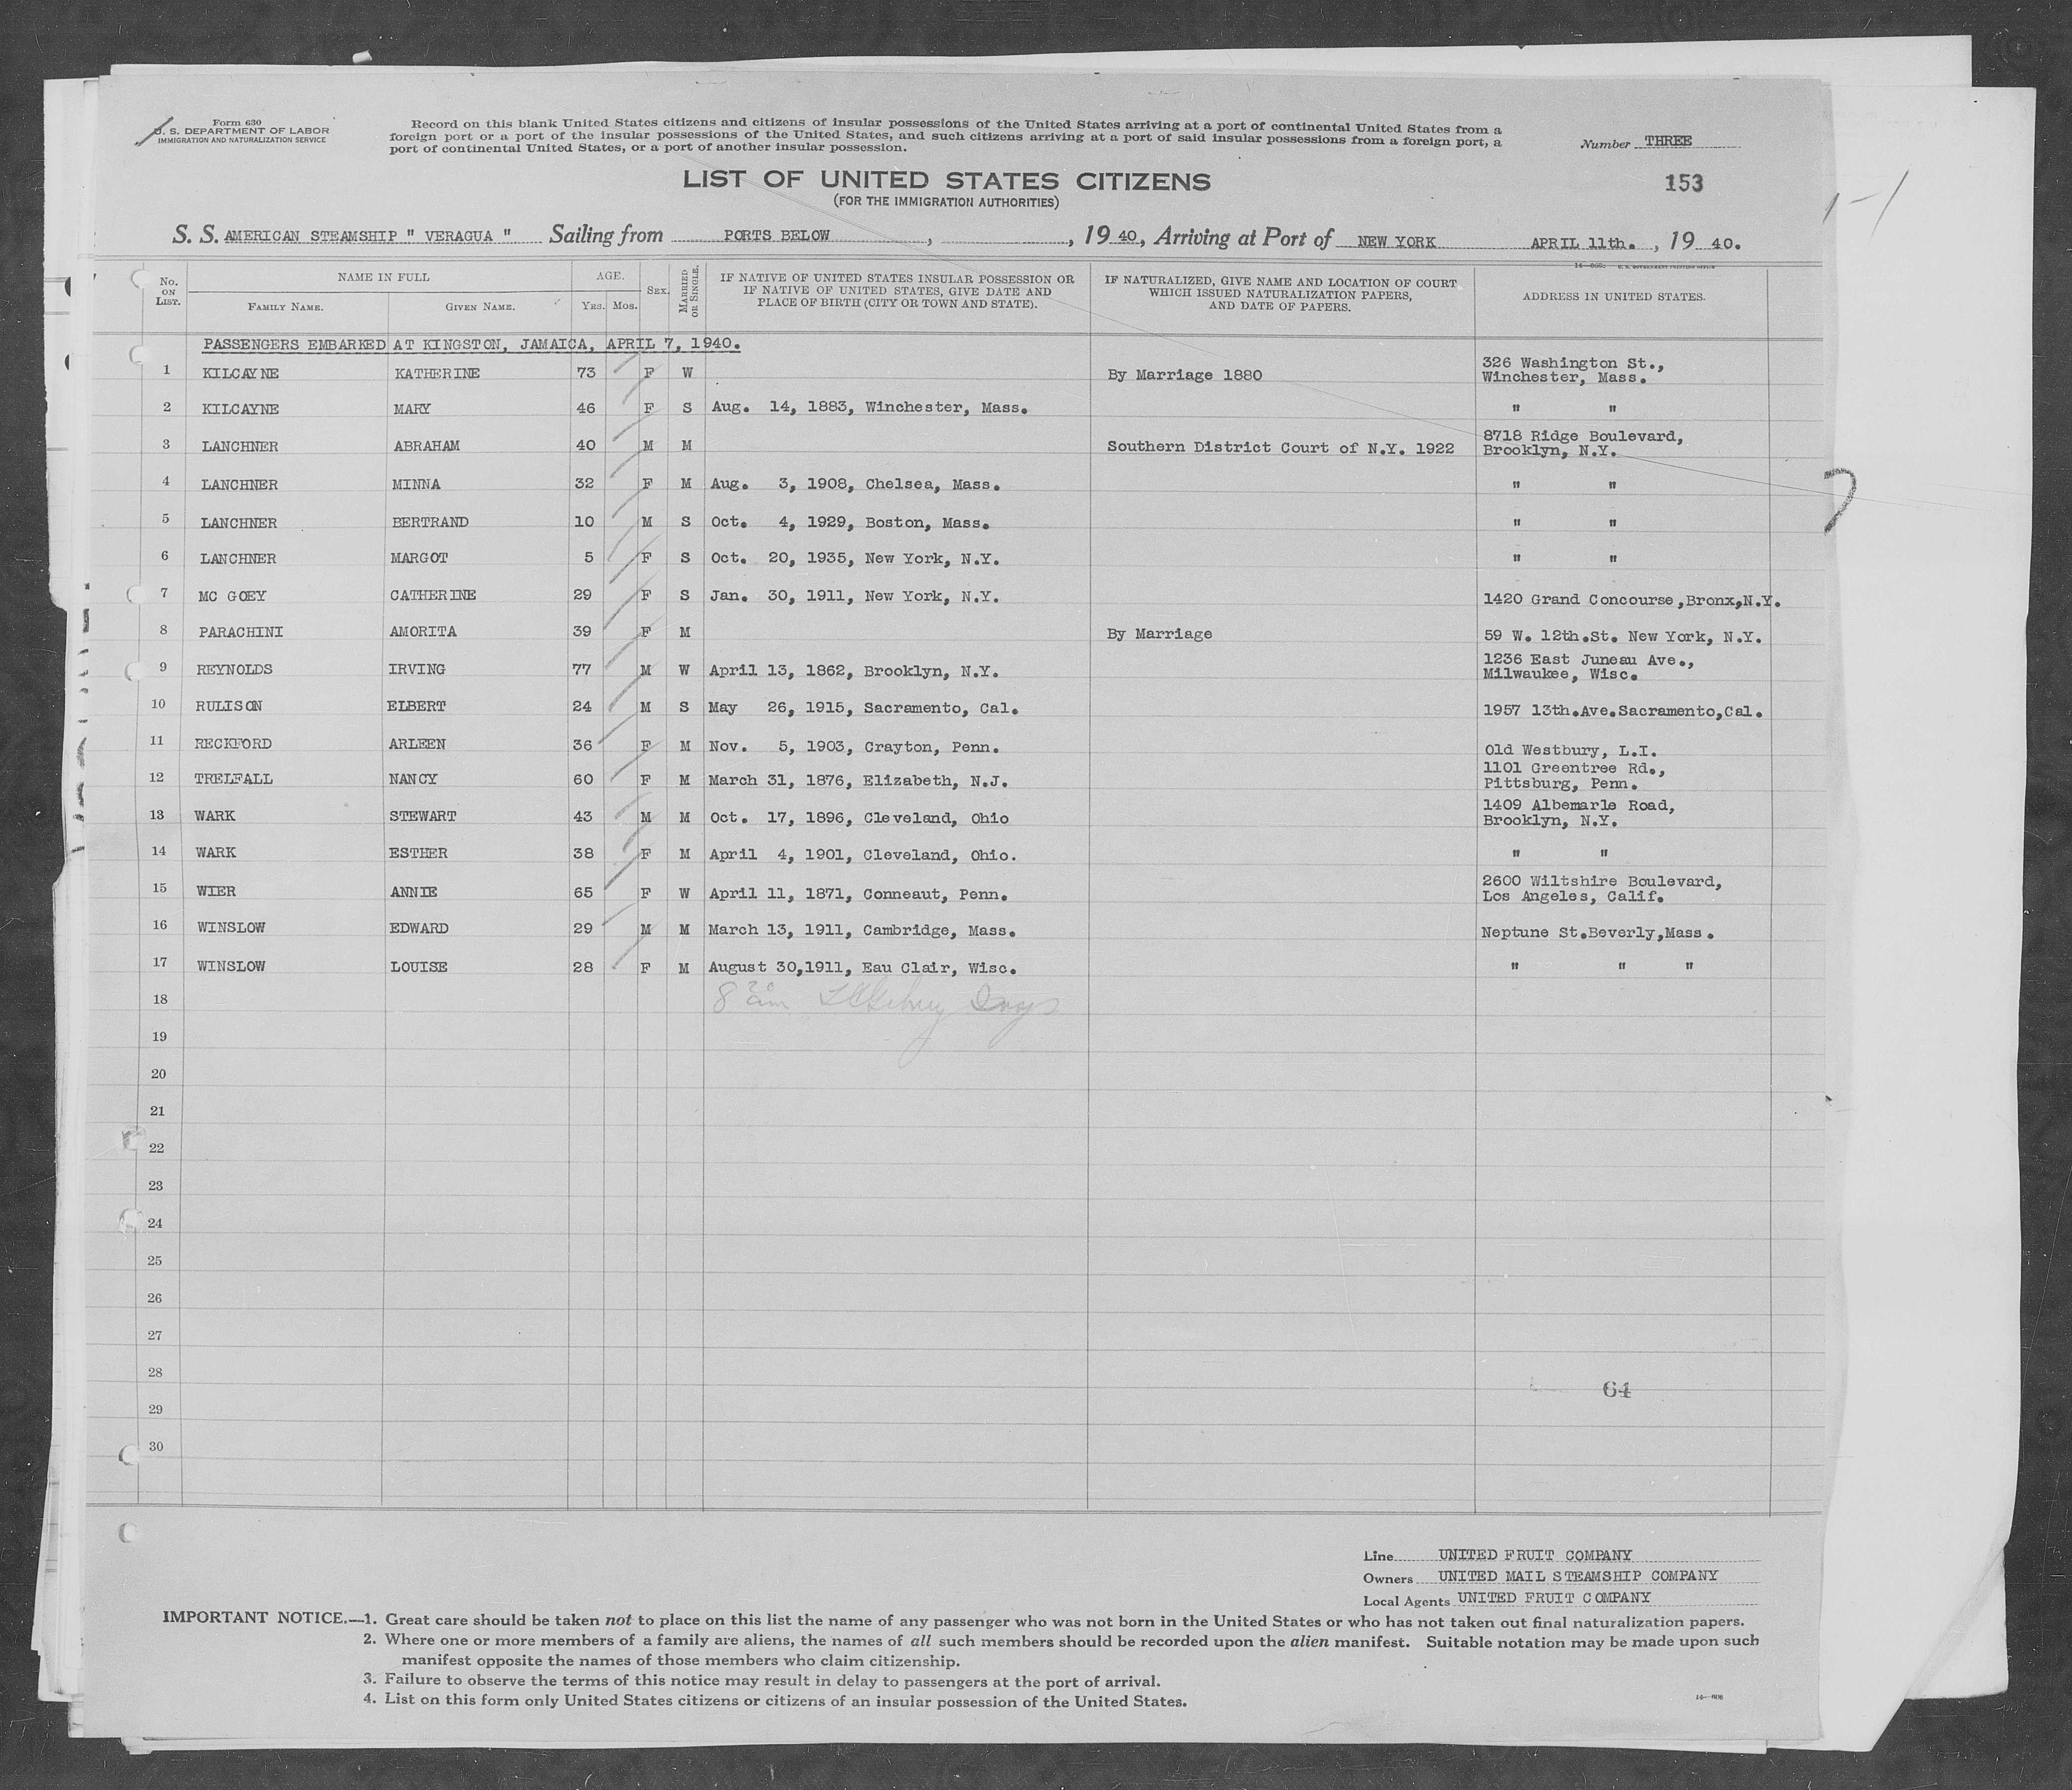 Form 630
U. S. DEPARTMENT OF LABOR
IMMIGRATION AND NATURALIZATION SERVICE
Record on this blank United States citizens and citizens of insular possessions of the United States arriving at a port of continental United States from a
foreign port or a port of the insular possessions of the United States, and such citizens arriving at a port of said insular possessions from a foreign port, a
port of continental United States, or a port of another insular possession.
Number THREE
153
LIST OF UNITED STATES CITIZENS
(FOR THE IMMIGRATION AUTHORITIES)
S. S. AMERICAN STEAMSHIP " VERAGUA " Sailing from PORTS BELOW, , 19 40, Arriving at Port of NEW YORK APRIL 11th. , 19 40.
No. ON LIST. NAME IN FULL FAMILY NAME. GIVEN NAME. AGE. YRS. MOS. SEX. MARRIED OR SINGLE. IF NATIVE OF UNITED STATES INSULAR POSSESSION OR IF NATIVE OF UNITED STATES, GIVE DATE AND PLACE OF BIRTH (CITY OR TOWN AND STATE). IF NATURALIZED, GIVE NAME AND LOCATION OF COURT WHICH ISSUED NATURALIZATION PAPERS, AND DATE OF PAPERS. ADDRESS IN UNITED STATES.
PASSENGERS EMBARKED AT KINGSTON, JAMAICA, APRIL 7, 1940.
1 KILCAYNE KATHERINE 73 F W By Marriage 1880 326 Washington St., Winchester, Mass.
2 KILCAYNE MARY 46 F S Aug. 14, 1883, Winchester, Mass. " "
3 LANCHNER ABRAHAM 40 M M Southern District Court of N.Y. 1922 8718 Ridge Boulevard, Brooklyn, N.Y.
4 LANCHNER MINNA 32 F M Aug. 3, 1908, Chelsea, Mass. " "
5 LANCHNER BERTRAND 10 M S Oct. 4, 1929, Boston, Mass. " "
6 LANCHNER MARGOT 5 F S Oct. 20, 1935, New York, N.Y. " "
7 MC GOEY CATHERINE 29 F S Jan. 30, 1911, New York, N.Y. 1420 Grand Concourse,Bronx,N.Y.
8 PARACHINI AMORITA 39 F M By Marriage 59 W. 12th.St. New York, N.Y.
9 REYNOLDS IRVING 77 M W April 13, 1862, Brooklyn, N.Y. 1236 East Juneau Ave., Milwaukee, Wisc.
10 RULISON ELBERT 24 M S May 26, 1915, Sacramento, Cal. 1957 13th.Ave.Sacramento,Cal.
11 RECKFORD ARLEEN 36 F M Nov. 5, 1903, Crayton, Penn. Old Westbury, L.I.
12 TRELFALL NANCY 60 F M March 31, 1876, Elizabeth, N.J. 1101 Greentree Rd., Pittsburg, Penn.
13 WARK STEWART 43 M M Oct. 17, 1896, Cleveland, Ohio 1409 Albemarle Road, Brooklyn, N.Y.
14 WARK ESTHER 38 F M April 4, 1901, Cleveland, Ohio. " "
15 WIER ANNIE 65 F W April 11, 1871, Conneaut, Penn. 2600 Wiltshire Boulevard, Los Angeles, Calif.
16 WINSLOW EDWARD 29 M M March 13, 1911, Cambridge, Mass. Neptune St.Beverly,Mass.
17 WINSLOW LOUISE 28 F M August 30,1911, Eau Clair, Wisc. " " "
18
19
20
21
22
23
24
25
26
27
28
64
29
30
Line UNITED FRUIT COMPANY
Owners UNITED MAIL STEAMSHIP COMPANY
Local Agents UNITED FRUIT COMPANY
IMPORTANT NOTICE.—1. Great care should be taken not to place on this list the name of any passenger who was not born in the United States or who has not taken out final naturalization papers.
2. Where one or more members of a family are aliens, the names of all such members should be recorded upon the alien manifest. Suitable notation may be made upon such
manifest opposite the names of those members who claim citizenship.
3. Failure to observe the terms of this notice may result in delay to passengers at the port of arrival.
4. List on this form only United States citizens or citizens of an insular possession of the United States.